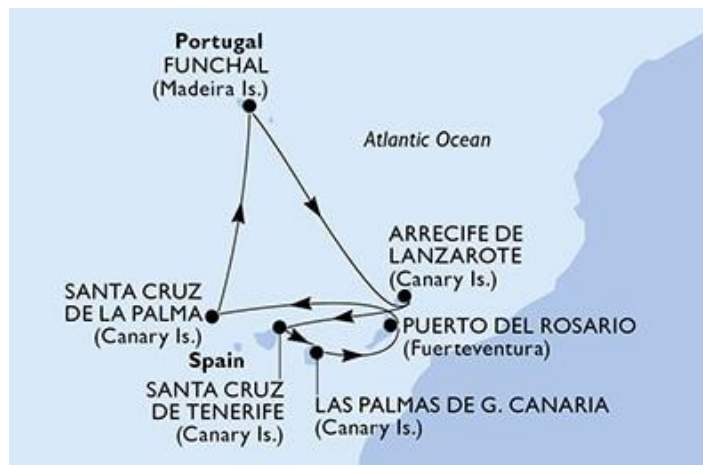 Portugal
FUNCHAL
(Madeira Is.)
Atlantic Ocean
ARRECIFE DE
LANZAROTE
(Canary Is.)
SANTA CRUZ
DE LA PALMA
(Canary Is.)
PUERTO DEL ROSARIO
(Fuerteventura)
Spain
SANTA CRUZ
DE TENERIFE
(Canary Is.)
LAS PALMAS DE G. CANARIA
(Canary Is.)